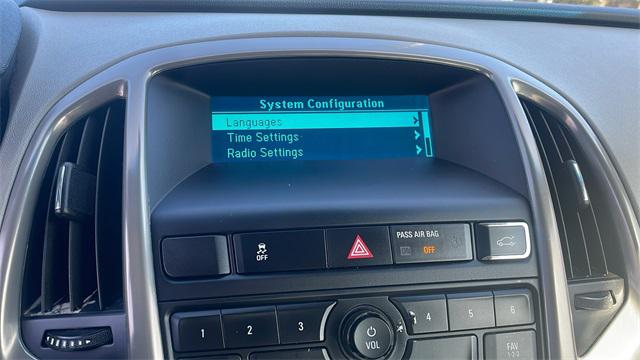 System Configuration
Languages
Time Settings
Radio Settings
PASS AIR BAG
OFF
OFF
1 2 3 4 5 6
VOL
FAV